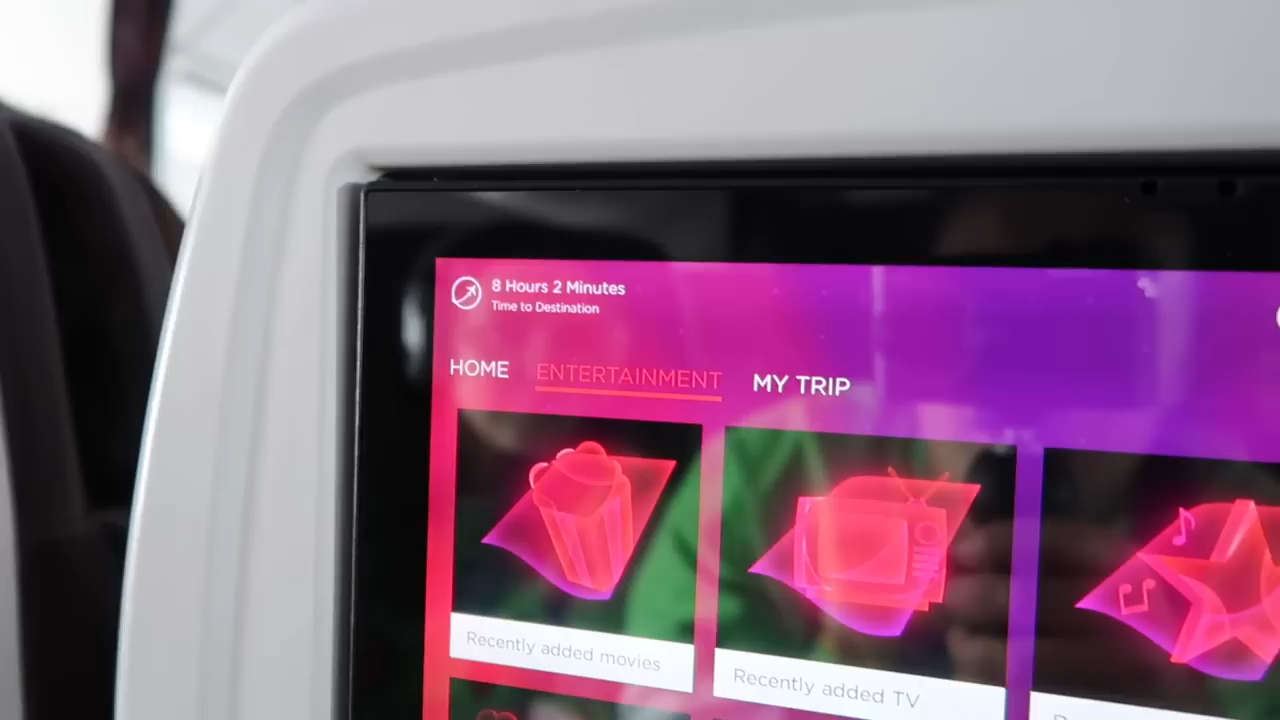 8 Hours 2 Minutes
Time to Destination
HOME ENTERTAINMENT MY TRIP
Recently added movies
Recently added TV